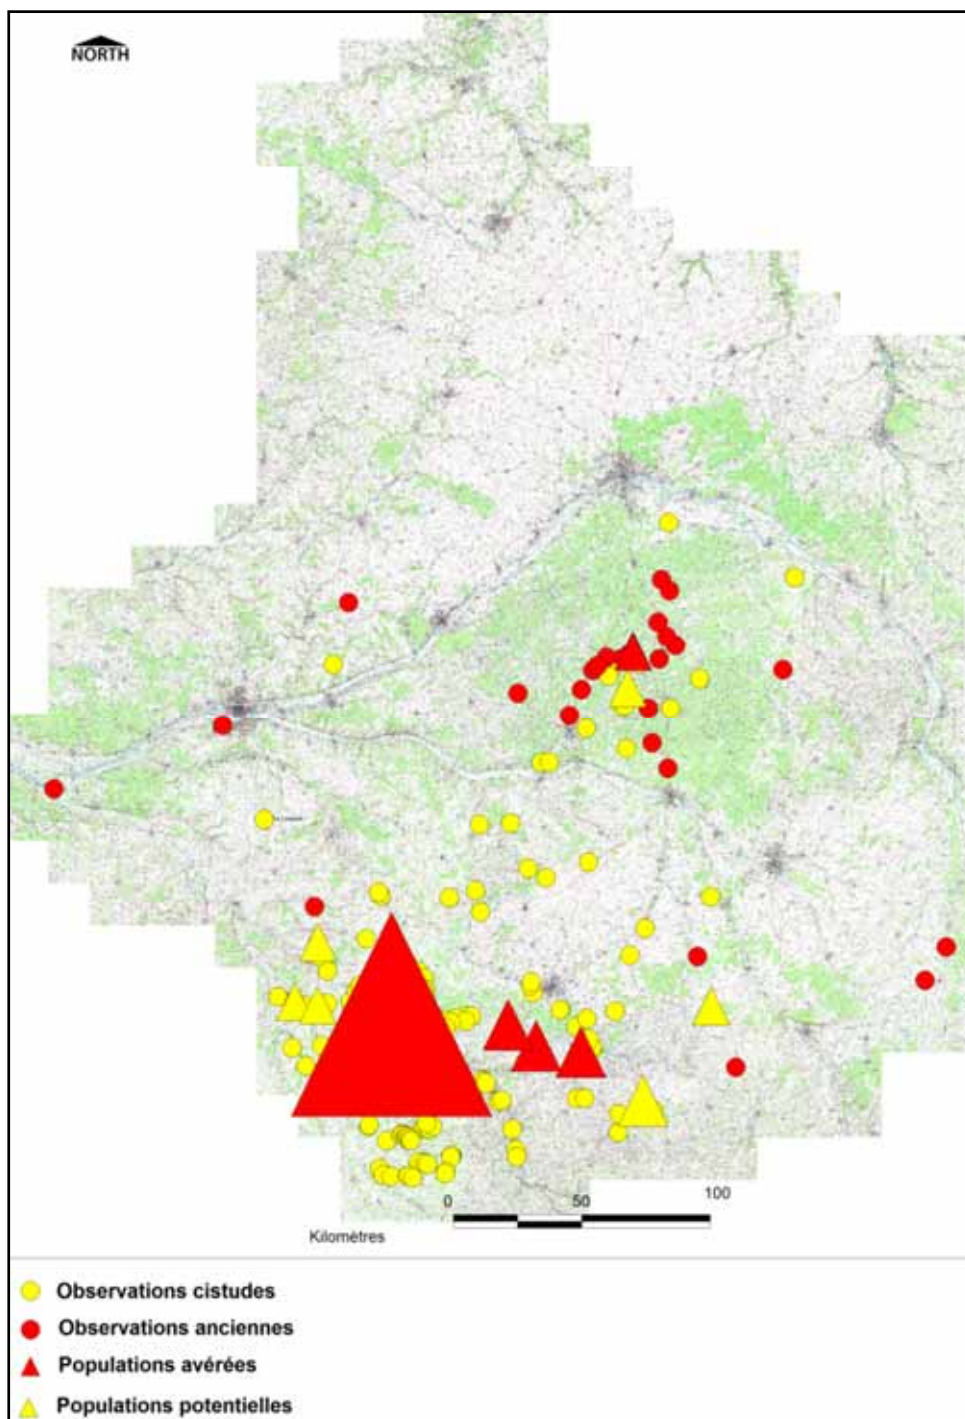 NORTH
0
50
100
Kilomètres
Observations cistudes
Observations anciennes
Populations avérées
Populations potentielles